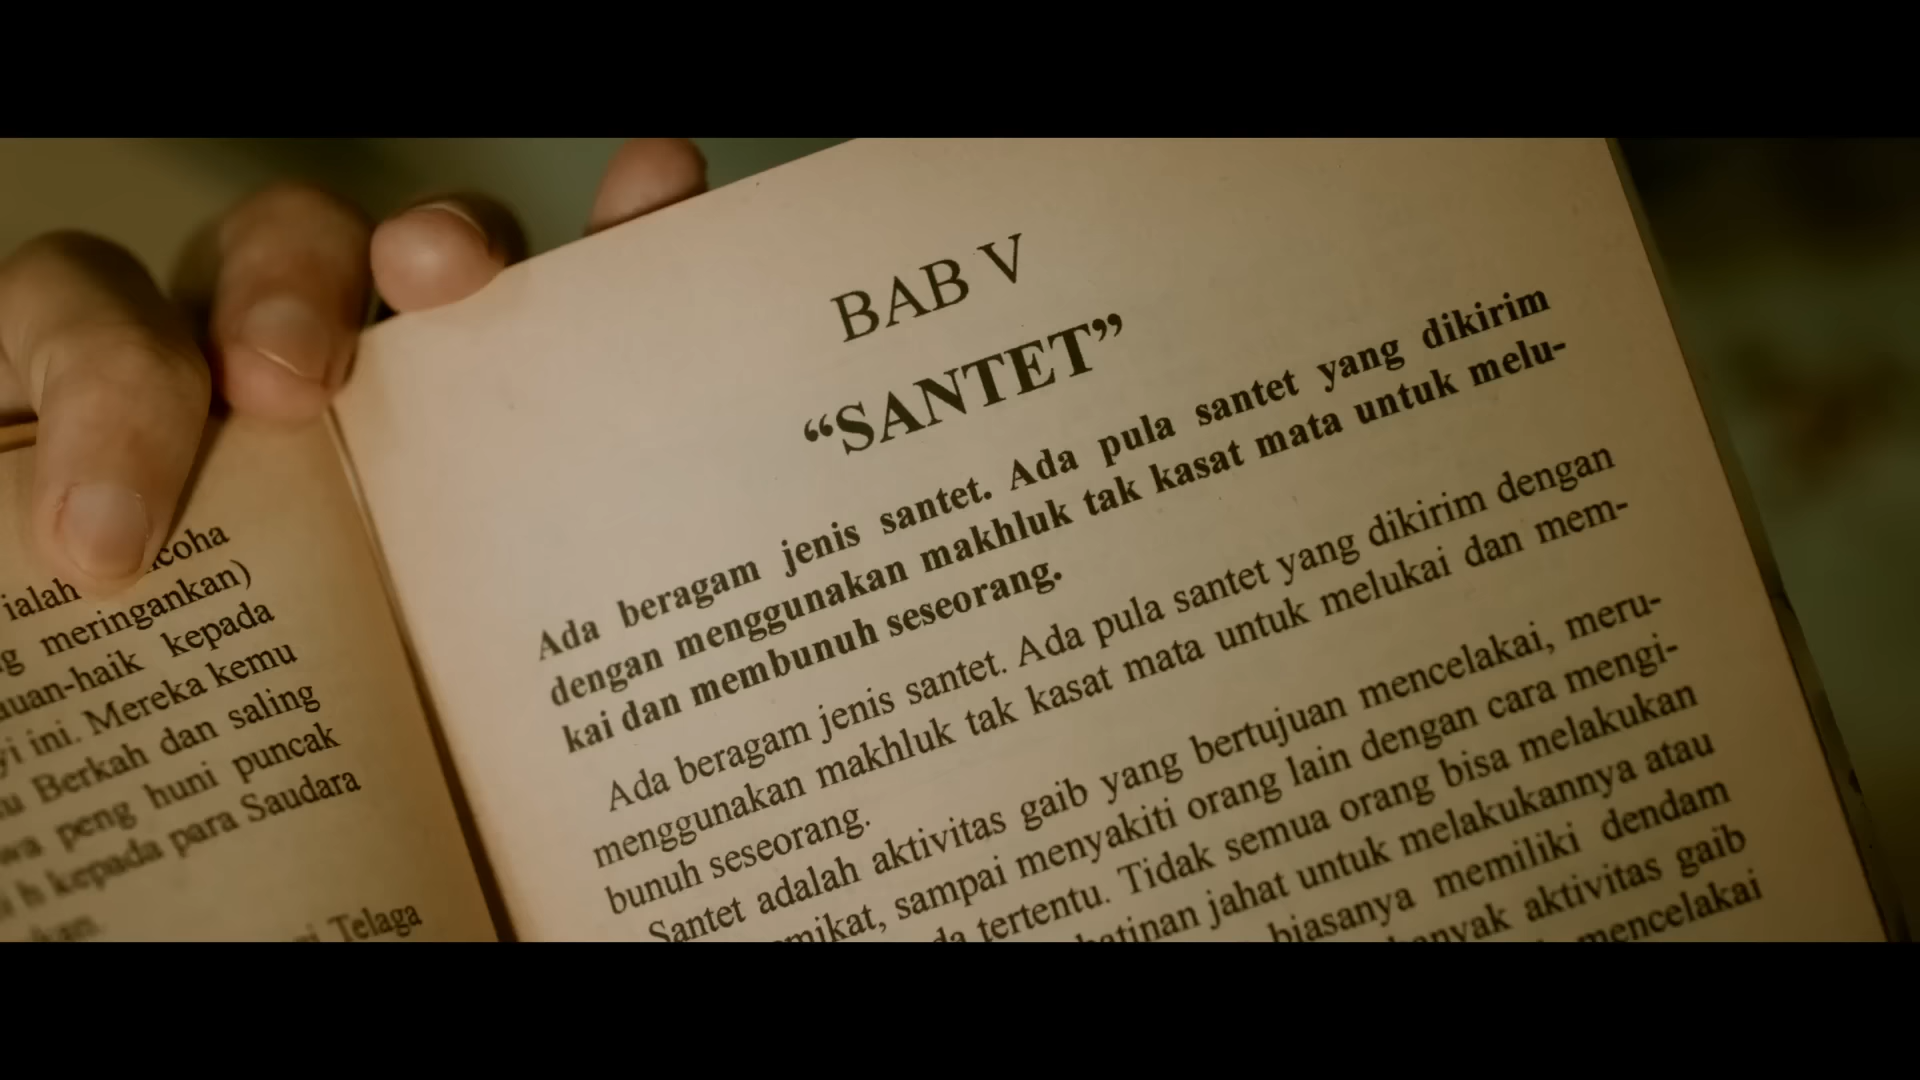 ialah
meringankan)
kepada
ini. Mereka kemu
Berkah dan saling
peng huni puncak
kepada para Saudara
Telaga
BAB V
“SANTET”
Ada beragam jenis santet. Ada pula santet yang dikirim
dengan menggunakan makhluk tak kasat mata untuk melu-
kai dan membunuh seseorang.
Ada beragam jenis santet. Ada pula santet yang dikirim dengan
menggunakan makhluk tak kasat mata untuk melukai dan mem-
bunuh seseorang.
Santet adalah aktivitas gaib yang bertujuan mencelakai, meru-
sampai menyakiti orang lain dengan cara mengi-
tertentu. Tidak semua orang bisa melakukan
jahat untuk melakukannya atau
biasanya memiliki dendam
aktivitas gaib
mencelakai